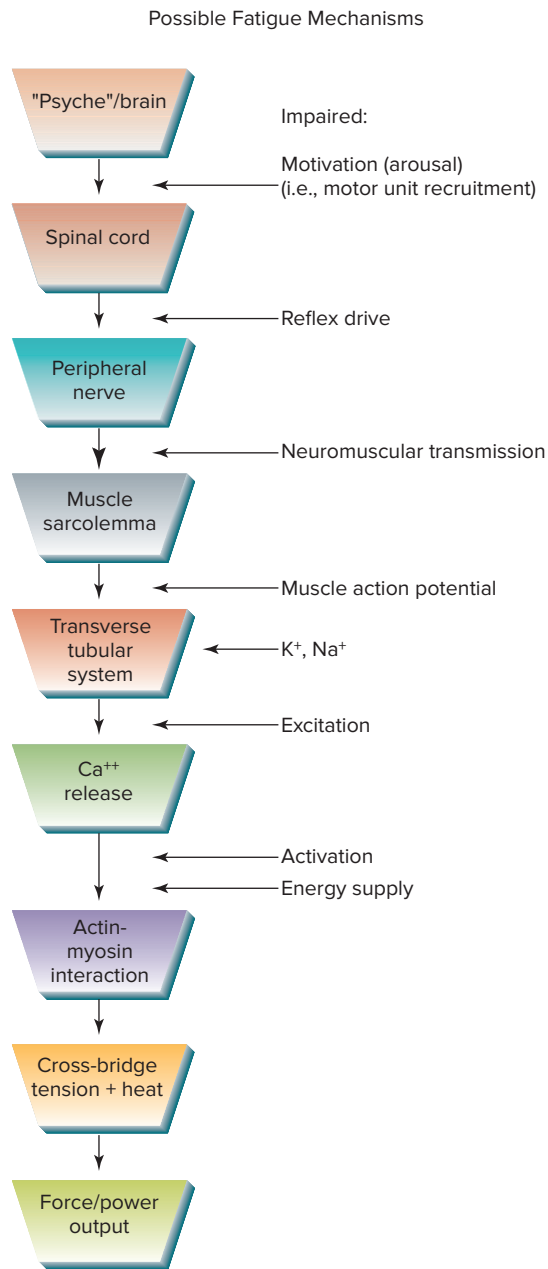 Possible Fatigue Mechanisms
"Psyche"/brain
Impaired:
Motivation (arousal)
(i.e., motor unit recruitment)
Spinal cord
Reflex drive
Peripheral
nerve
Neuromuscular transmission
Muscle
sarcolemma
Muscle action potential
Transverse
tubular
system
K⁺, Na⁺
Excitation
Ca⁺⁺
release
Activation
Energy supply
Actin-
myosin
interaction
Cross-bridge
tension + heat
Force/power
output